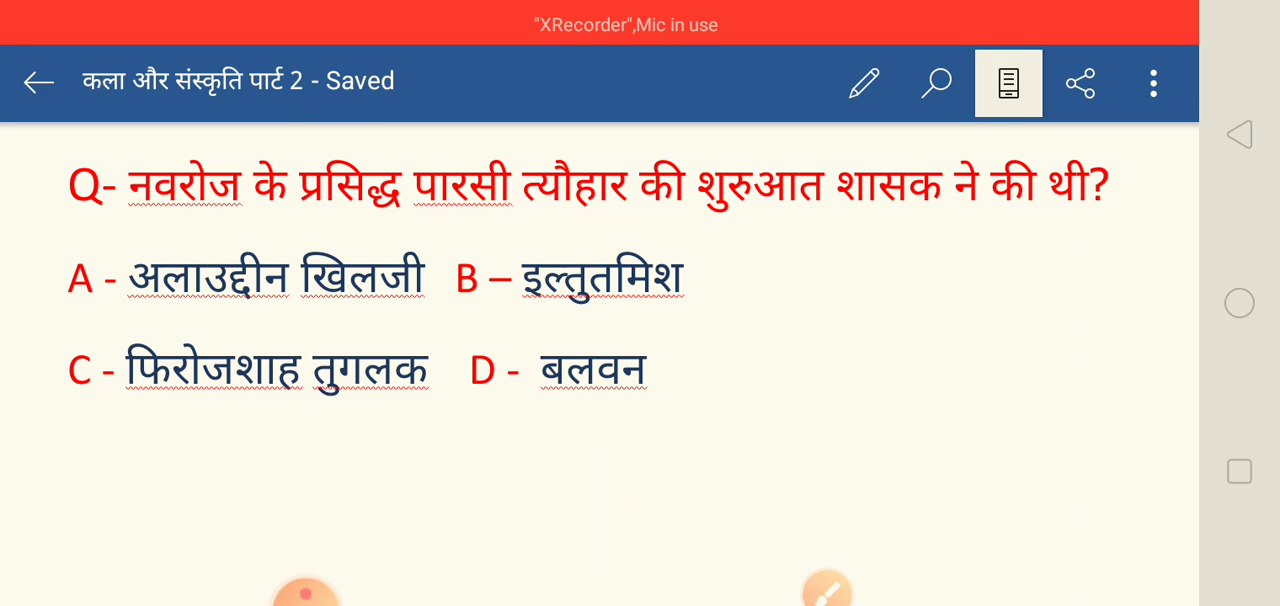 "XRecorder",Mic in use
कला और संस्कृति पार्ट 2 - Saved
Q- नवरोज के प्रसिद्ध पारसी त्यौहार की शुरुआत शासक ने की थी?
A - अलाउद्दीन खिलजी B – इल्तुतमिश
C - फिरोजशाह तुगलक D - बलवन